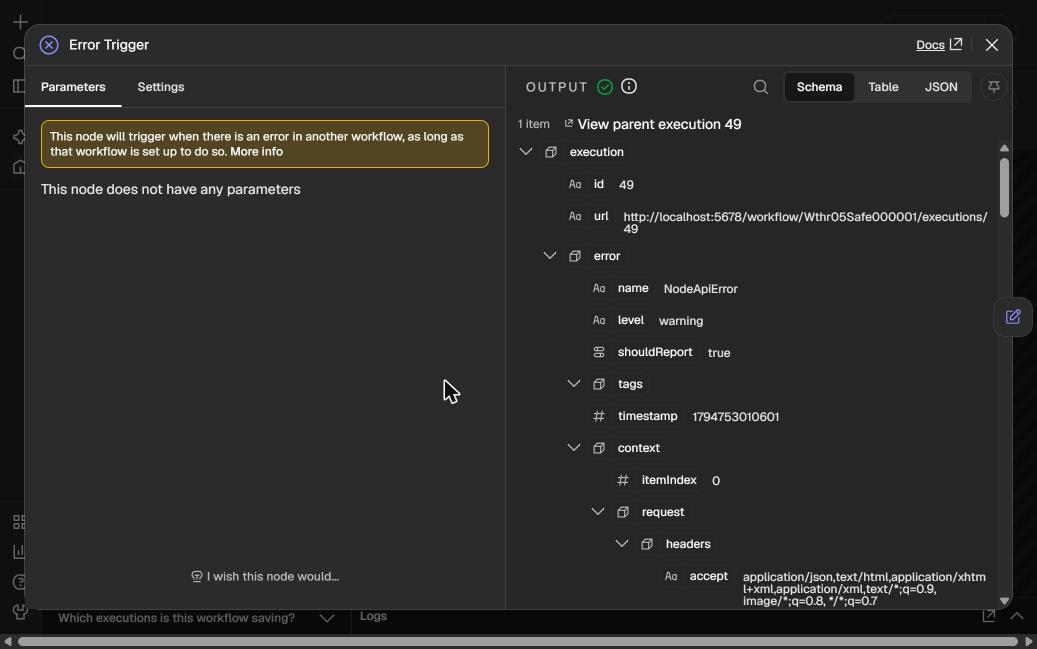 Error Trigger
Docs
Parameters
Settings
This node will trigger when there is an error in another workflow, as long as
that workflow is set up to do so. More info
This node does not have any parameters
I wish this node would...
OUTPUT
Schema
Table
JSON
1 item
View parent execution 49
execution
Aa id 49
Aa url http://localhost:5678/workflow/Wthr05Safe000001/executions/
49
error
Aa name NodeApiError
Aa level warning
shouldReport true
tags
# timestamp 1794753010601
context
# itemIndex 0
request
headers
Aa accept application/json,text/html,application/xhtm
l+xml,application/xml,text/*;q=0.9,
image/*;q=0.8, */*;q=0.7
Which executions is this workflow saving?
Logs